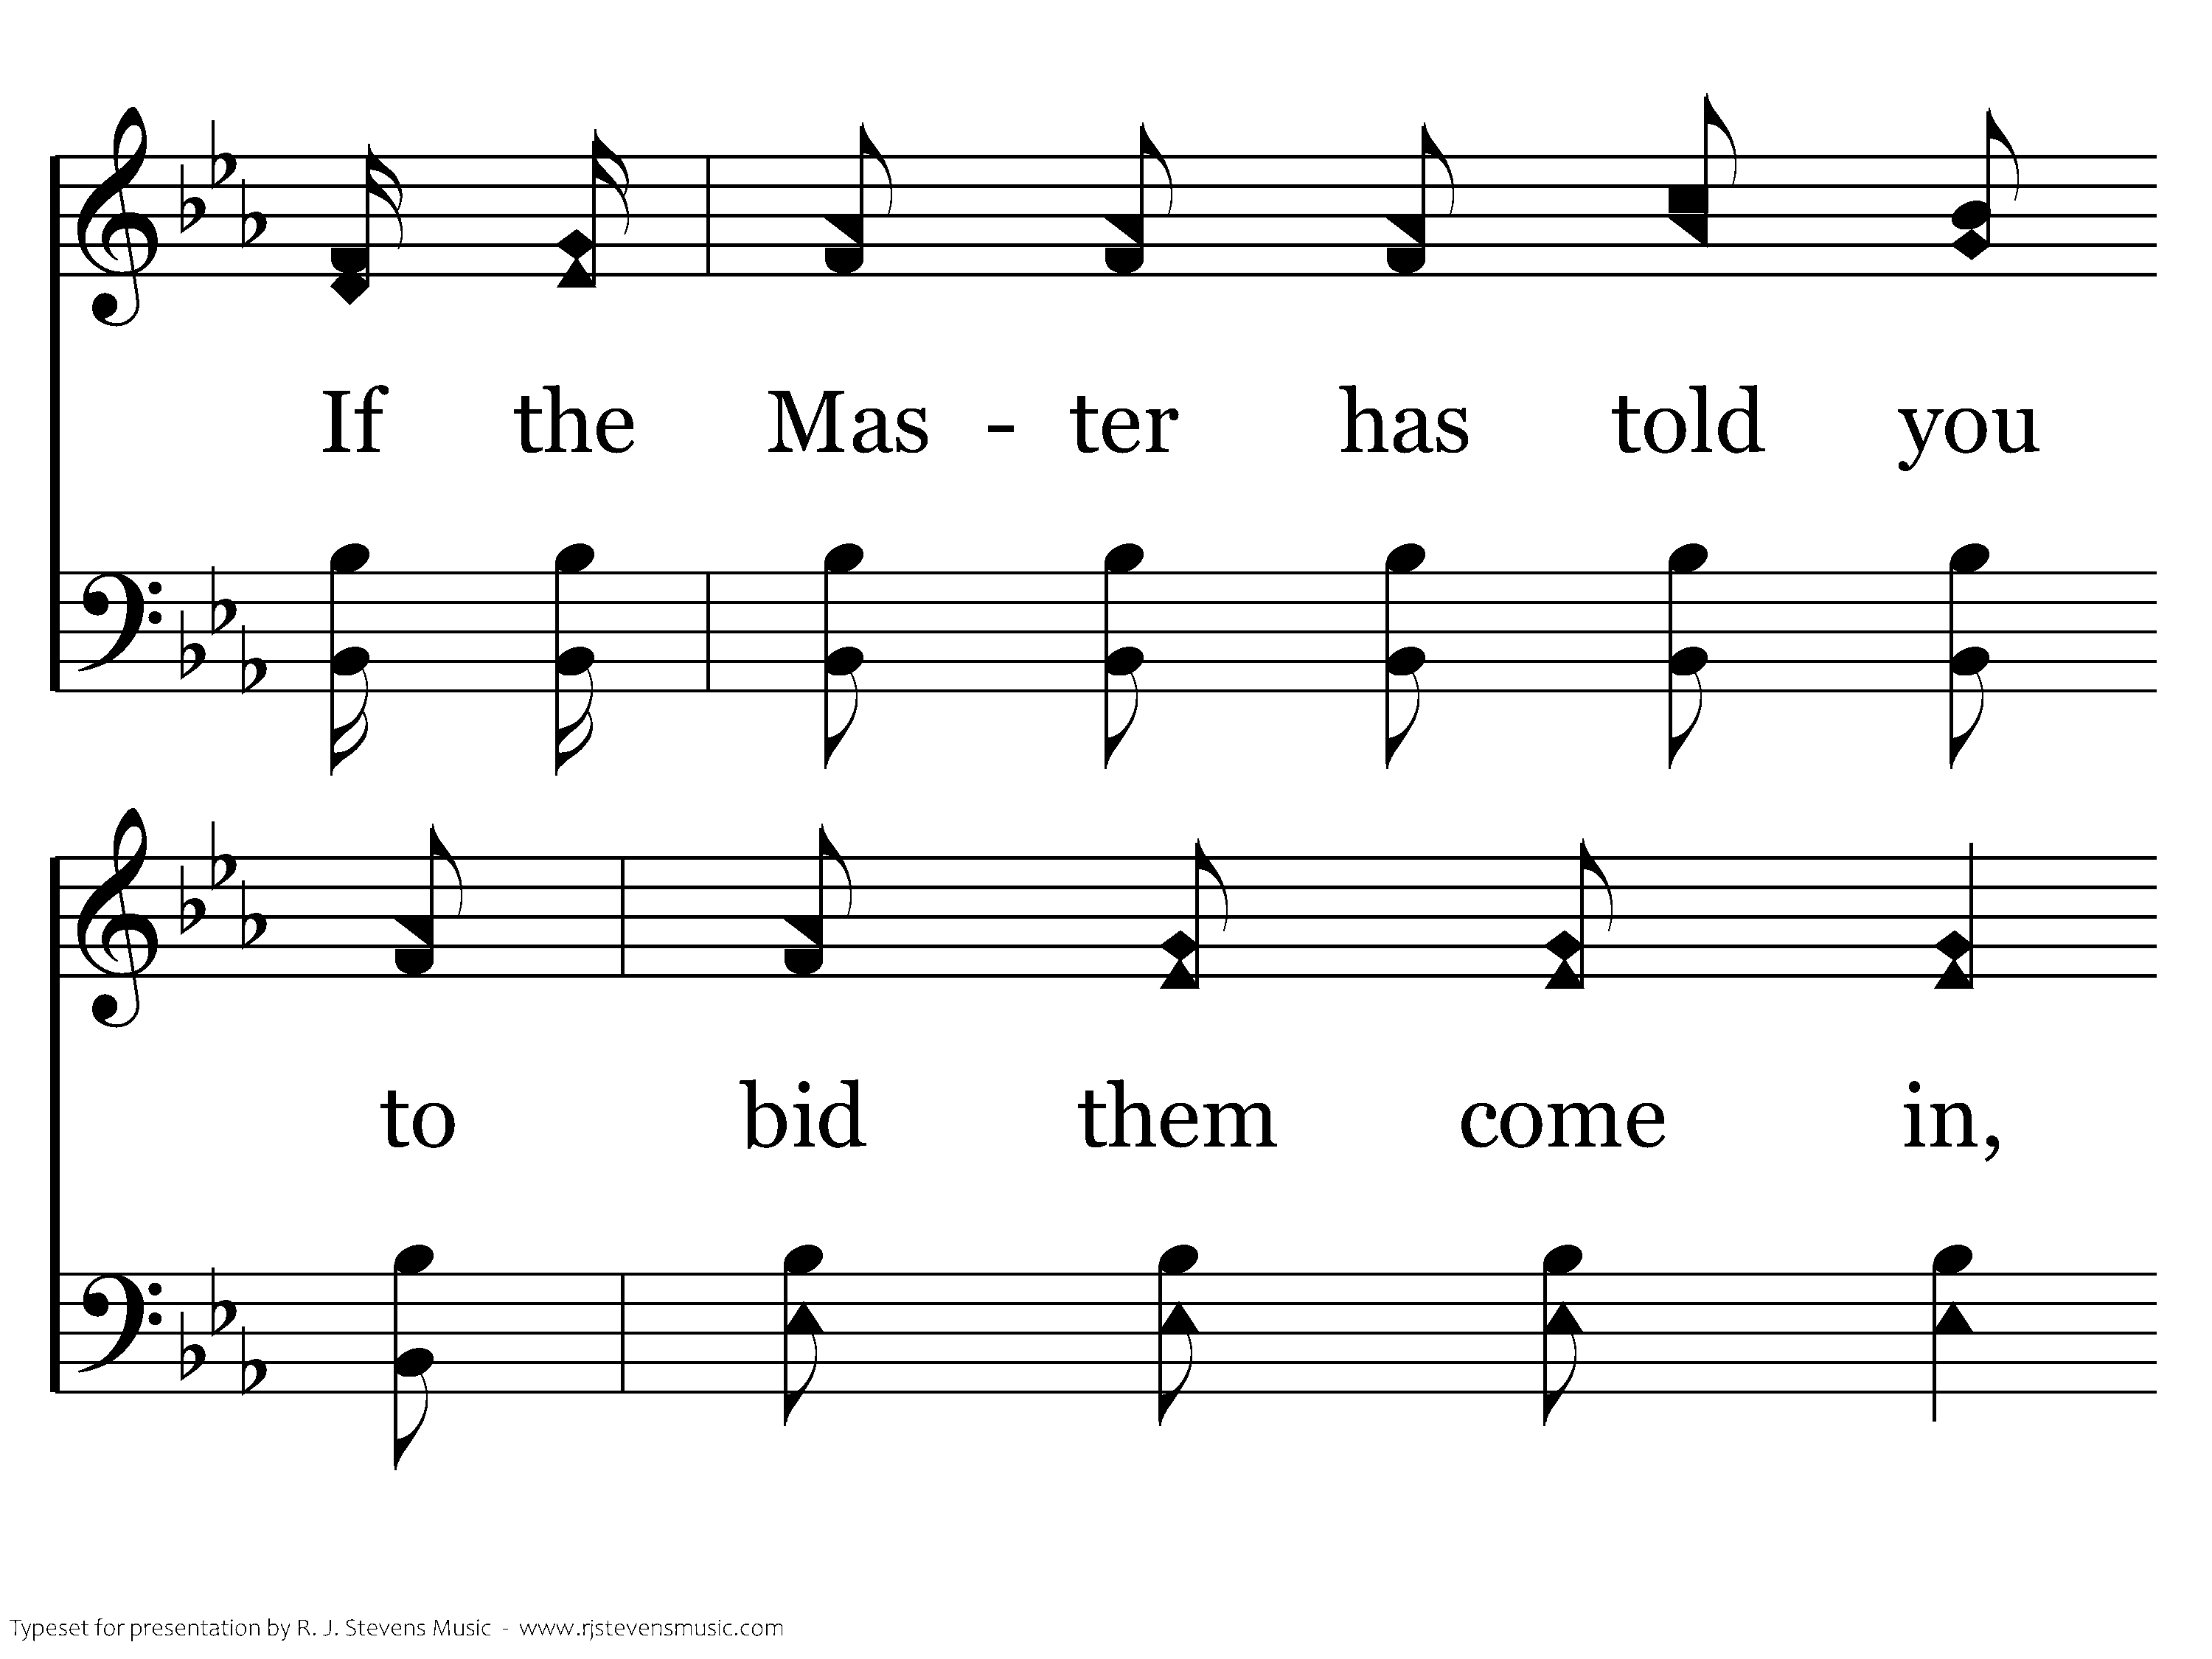 If the Mas - ter has told you
to bid them come in,
Typeset for presentation by R. J. Stevens Music - www.rjstevensmusic.com